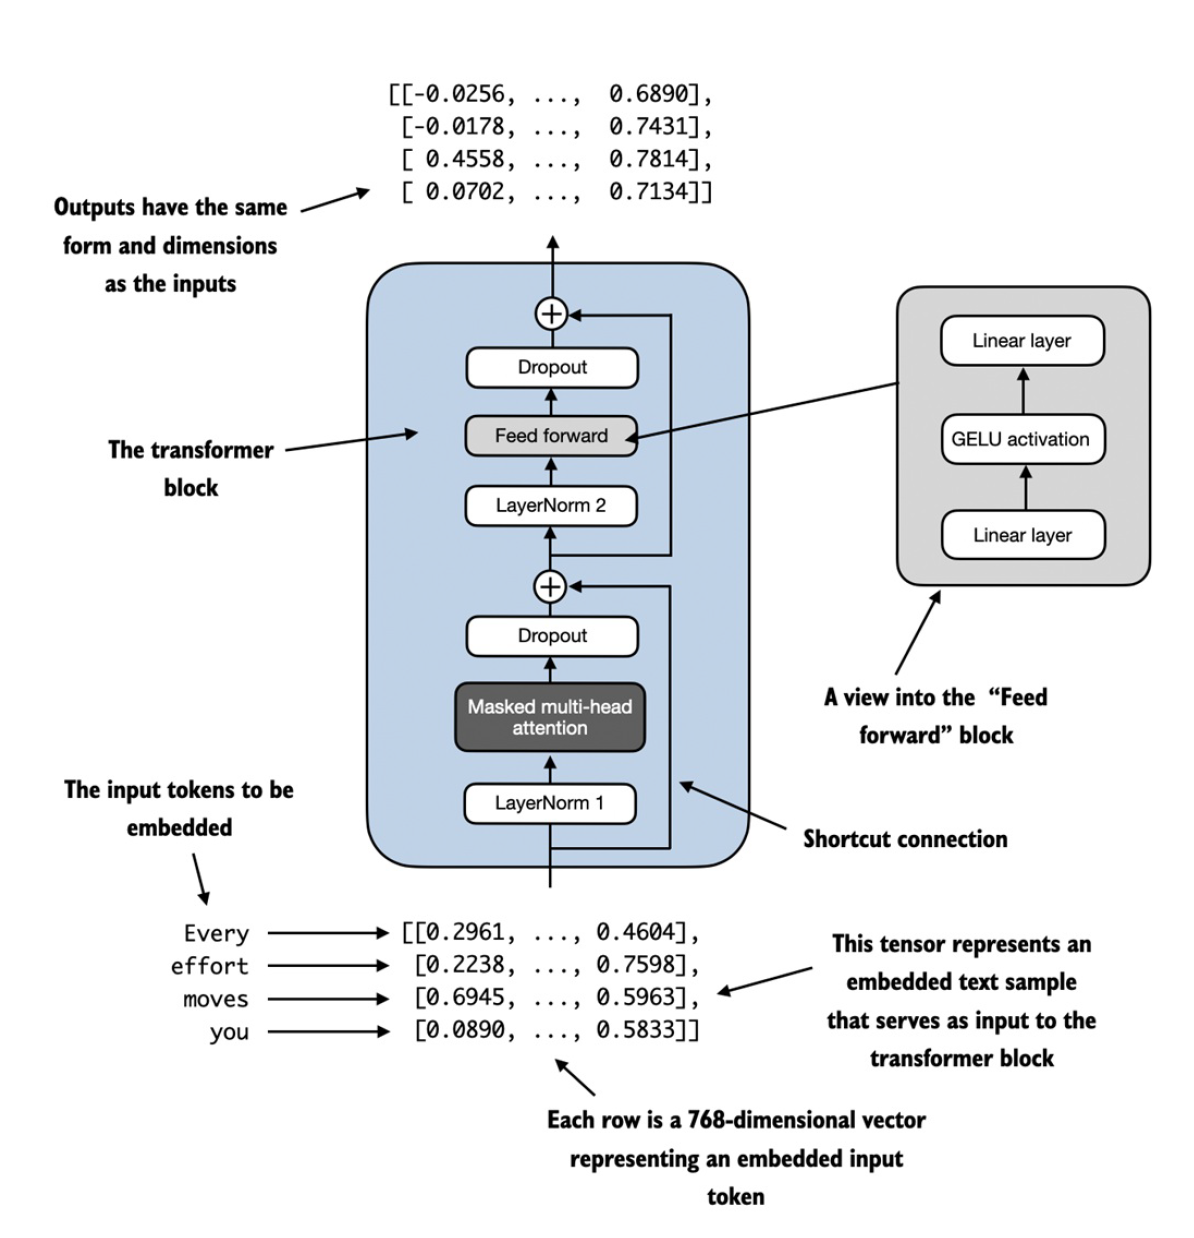 [[-0.0256, ...,  0.6890],
[-0.0178, ...,  0.7431],
[ 0.4558, ...,  0.7814],
[ 0.0702, ...,  0.7134]]
Outputs have the same
form and dimensions
as the inputs
+
Dropout
Feed forward
LayerNorm 2
+
Dropout
Masked multi-head
attention
LayerNorm 1
The transformer
block
Linear layer
GELU activation
Linear layer
A view into the “Feed
forward” block
Shortcut connection
The input tokens to be
embedded
Every [[0.2961, ..., 0.4604],
effort [0.2238, ..., 0.7598],
moves [0.6945, ..., 0.5963],
you [0.0890, ..., 0.5833]]
This tensor represents an
embedded text sample
that serves as input to the
transformer block
Each row is a 768-dimensional vector
representing an embedded input
token